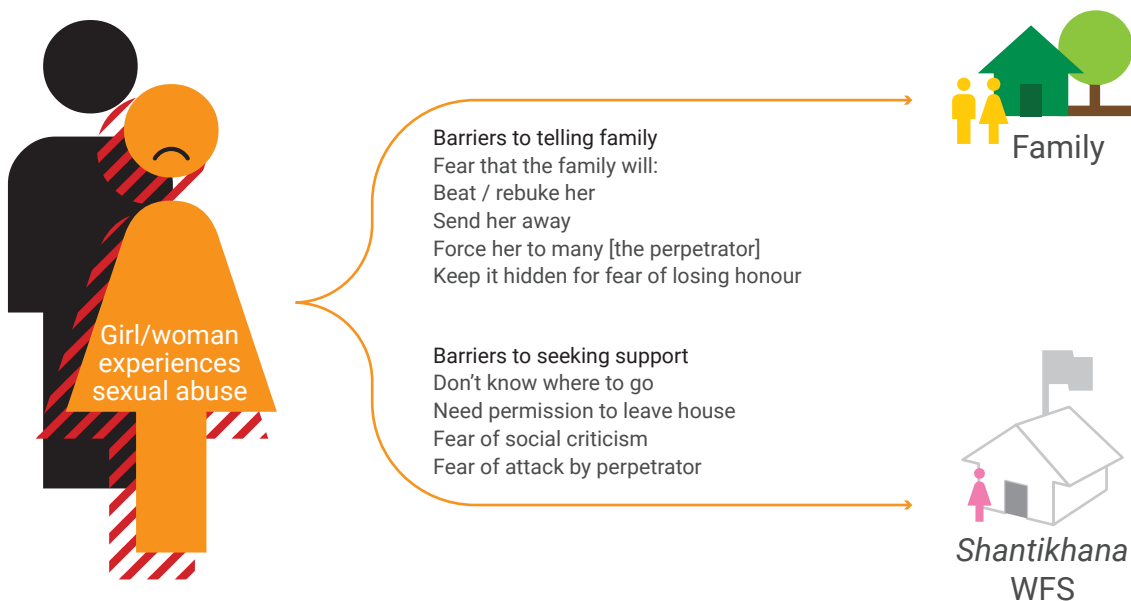 Girl/woman
experiences
sexual abuse
Barriers to telling family
Fear that the family will:
Beat / rebuke her
Send her away
Force her to many [the perpetrator]
Keep it hidden for fear of losing honour
Barriers to seeking support
Don’t know where to go
Need permission to leave house
Fear of social criticism
Fear of attack by perpetrator
Family
Shantikhana
WFS